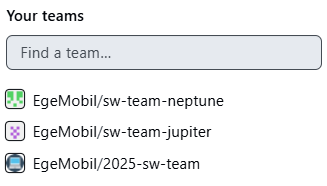 Your teams
Find a team...
EgeMobil/sw-team-neptune
EgeMobil/sw-team-jupiter
EgeMobil/2025-sw-team